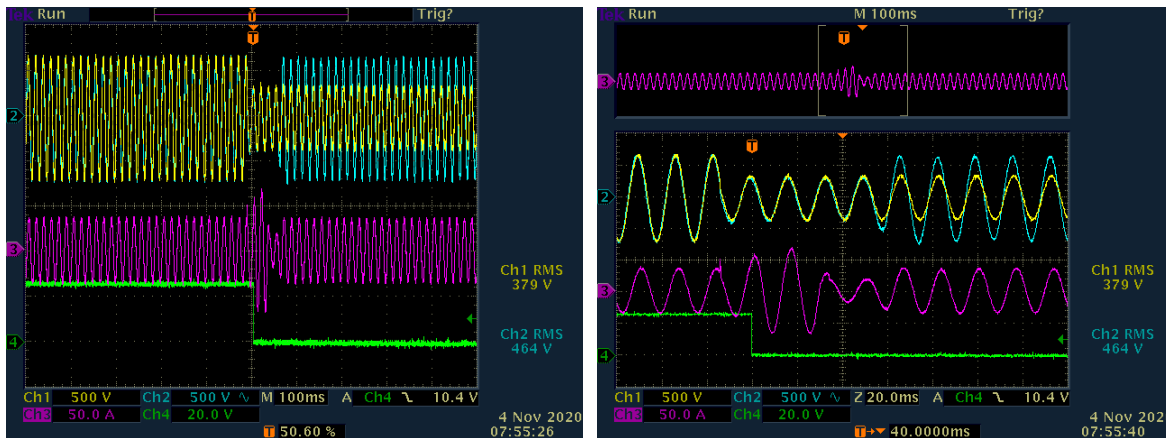 Tek Run
Trig?
T
T
2
3
4
Ch1 RMS
379 V
Ch2 RMS
464 V
Ch1 500 V Ch2 500 V ∿ M 100ms A Ch4 ⍀ 10.4 V
Ch3 50.0 A Ch4 20.0 V
4 Nov 2020
T 50.60 %
07:55:26
Tek Run M 100ms Trig?
T
3
T
2
3
4
Ch1 RMS
379 V
Ch2 RMS
464 V
Ch1 500 V Ch2 500 V ∿ Z 20.0ms A Ch4 10.4 V
Ch3 50.0 A Ch4 20.0 V
4 Nov 2020
T 40.0000ms
07:55:40